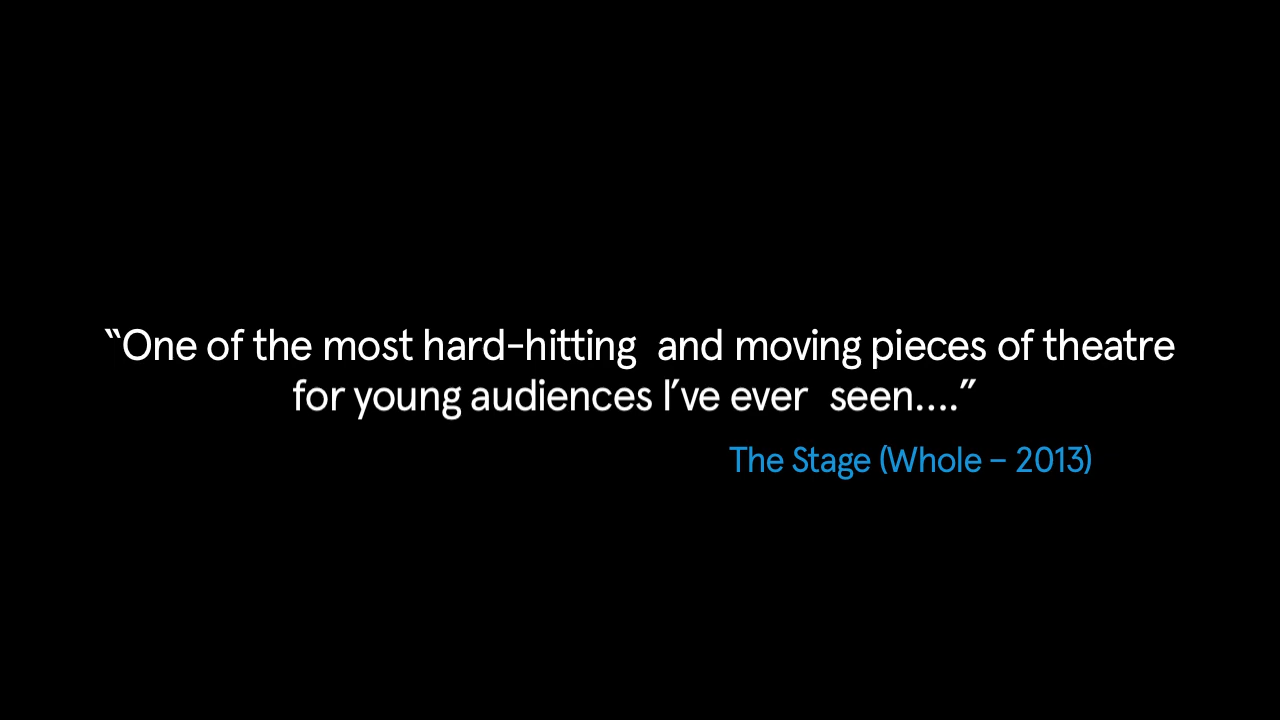 “One of the most hard-hitting  and moving pieces of theatre
for young audiences I’ve ever  seen....”
The Stage (Whole – 2013)